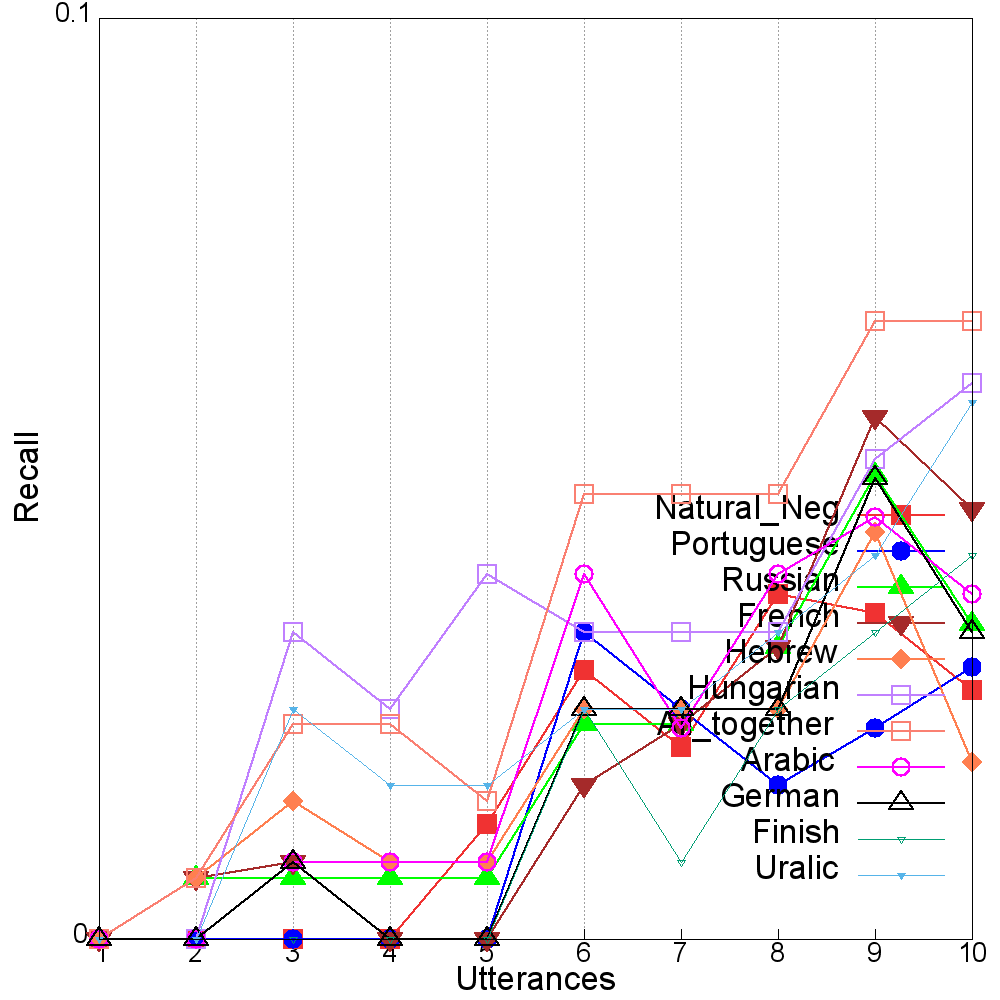 0.1
Recall
Natural_Neg
Portuguese
Russian
French
Hebrew
Hungarian
All_together
Arabic
German
Finish
Uralic
0
1 2 3 4 5 6 7 8 9 10
Utterances